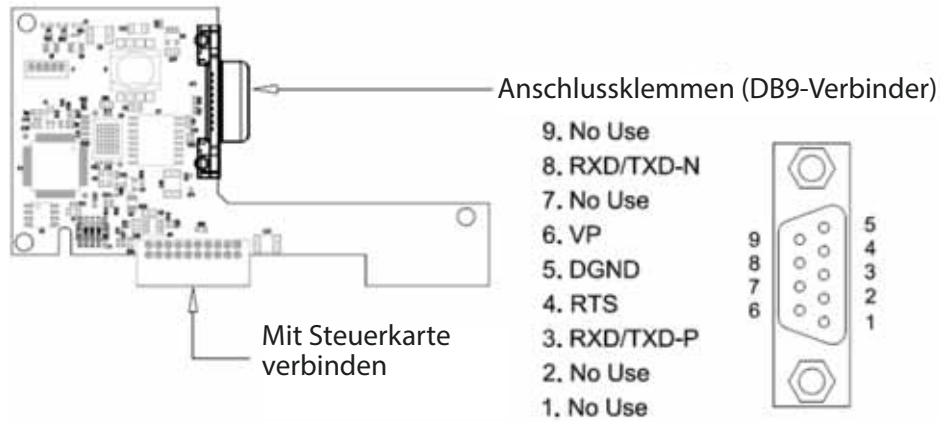 Anschlussklemmen (DB9-Verbinder)
9. No Use
8. RXD/TXD-N
7. No Use
6. VP
5. DGND
4. RTS
3. RXD/TXD-P
2. No Use
1. No Use
9
8
7
6
5
4
3
2
1
Mit Steuerkarte
verbinden